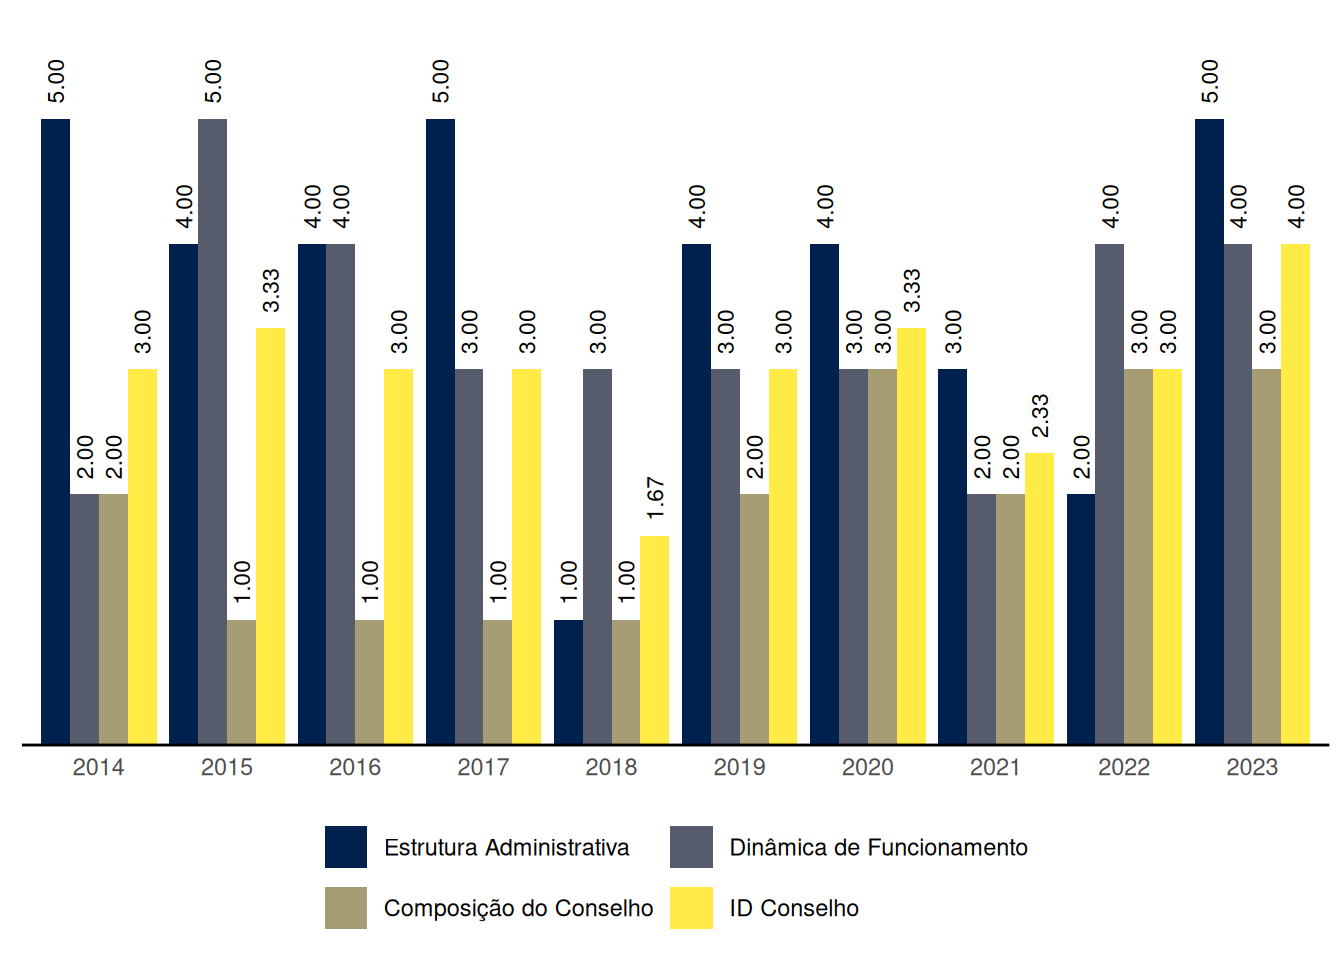 5.00 2.00 2.00 3.00
4.00 5.00 1.00 3.33
4.00 4.00 1.00 3.00
5.00 3.00 1.00 3.00
1.00 3.00 1.00 1.67
4.00 3.00 2.00 3.00
4.00 3.00 3.00 3.33
3.00 2.00 2.00 2.33
2.00 4.00 3.00 3.00
5.00 4.00 3.00 4.00
2014 2015 2016 2017 2018 2019 2020 2021 2022 2023
Estrutura Administrativa Dinâmica de Funcionamento
Composição do Conselho ID Conselho